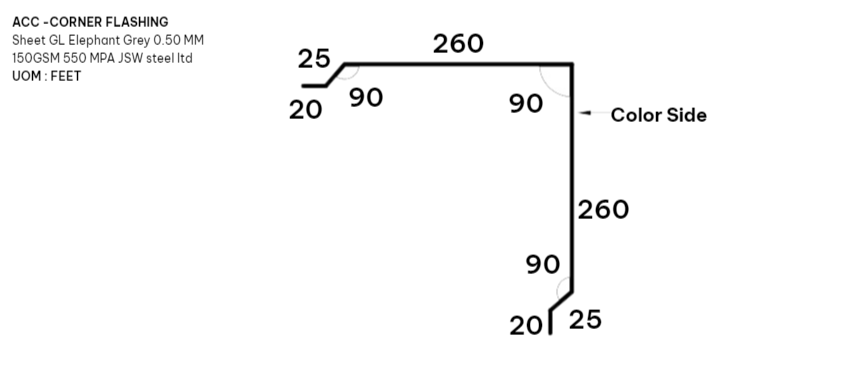 ACC -CORNER FLASHING
Sheet GL Elephant Grey 0.50 MM
150GSM 550 MPA JSW steel ltd
UOM : FEET
260
25
90
20
90
Color Side
260
90
20
25